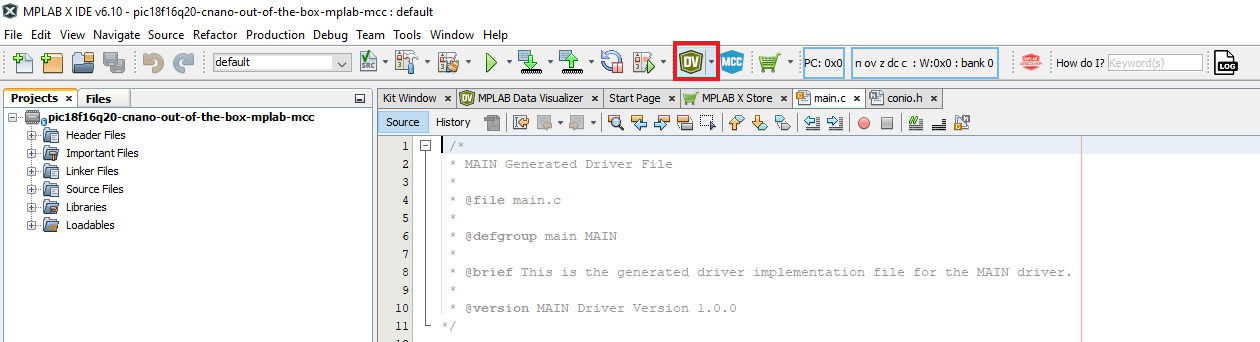 MPLAB X IDE v6.10 - pic18f16q20-cnano-out-of-the-box-mplab-mcc : default
File Edit View Navigate Source Refactor Production Debug Team Tools Window Help
default SRC DV MCC PC: 0x0 n ov z dc c : W:0x0 : bank 0 How do I? Keyword(s) LOG
Projects Files
pic18f16q20-cnano-out-of-the-box-mplab-mcc
Header Files
Important Files
Linker Files
Source Files
Libraries
Loadables
Kit Window DV MPLAB Data Visualizer Start Page MPLAB X Store main.c conio.h
Source History
1 /*
2 * MAIN Generated Driver File
3 *
4 * @file main.c
5 *
6 * @defgroup main MAIN
7 *
8 * @brief This is the generated driver implementation file for the MAIN driver.
9 *
10 * @version MAIN Driver Version 1.0.0
11 */